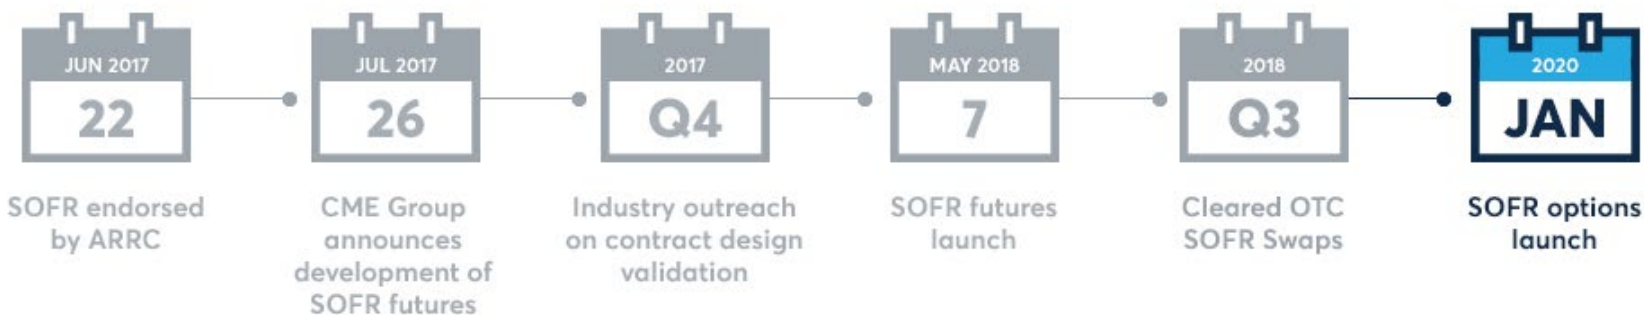 JUN 2017
22
SOFR endorsed
by ARRC
JUL 2017
26
CME Group
announces
development of
SOFR futures
2017
Q4
Industry outreach
on contract design
validation
MAY 2018
7
SOFR futures
launch
2018
Q3
Cleared OTC
SOFR Swaps
2020
JAN
SOFR options
launch